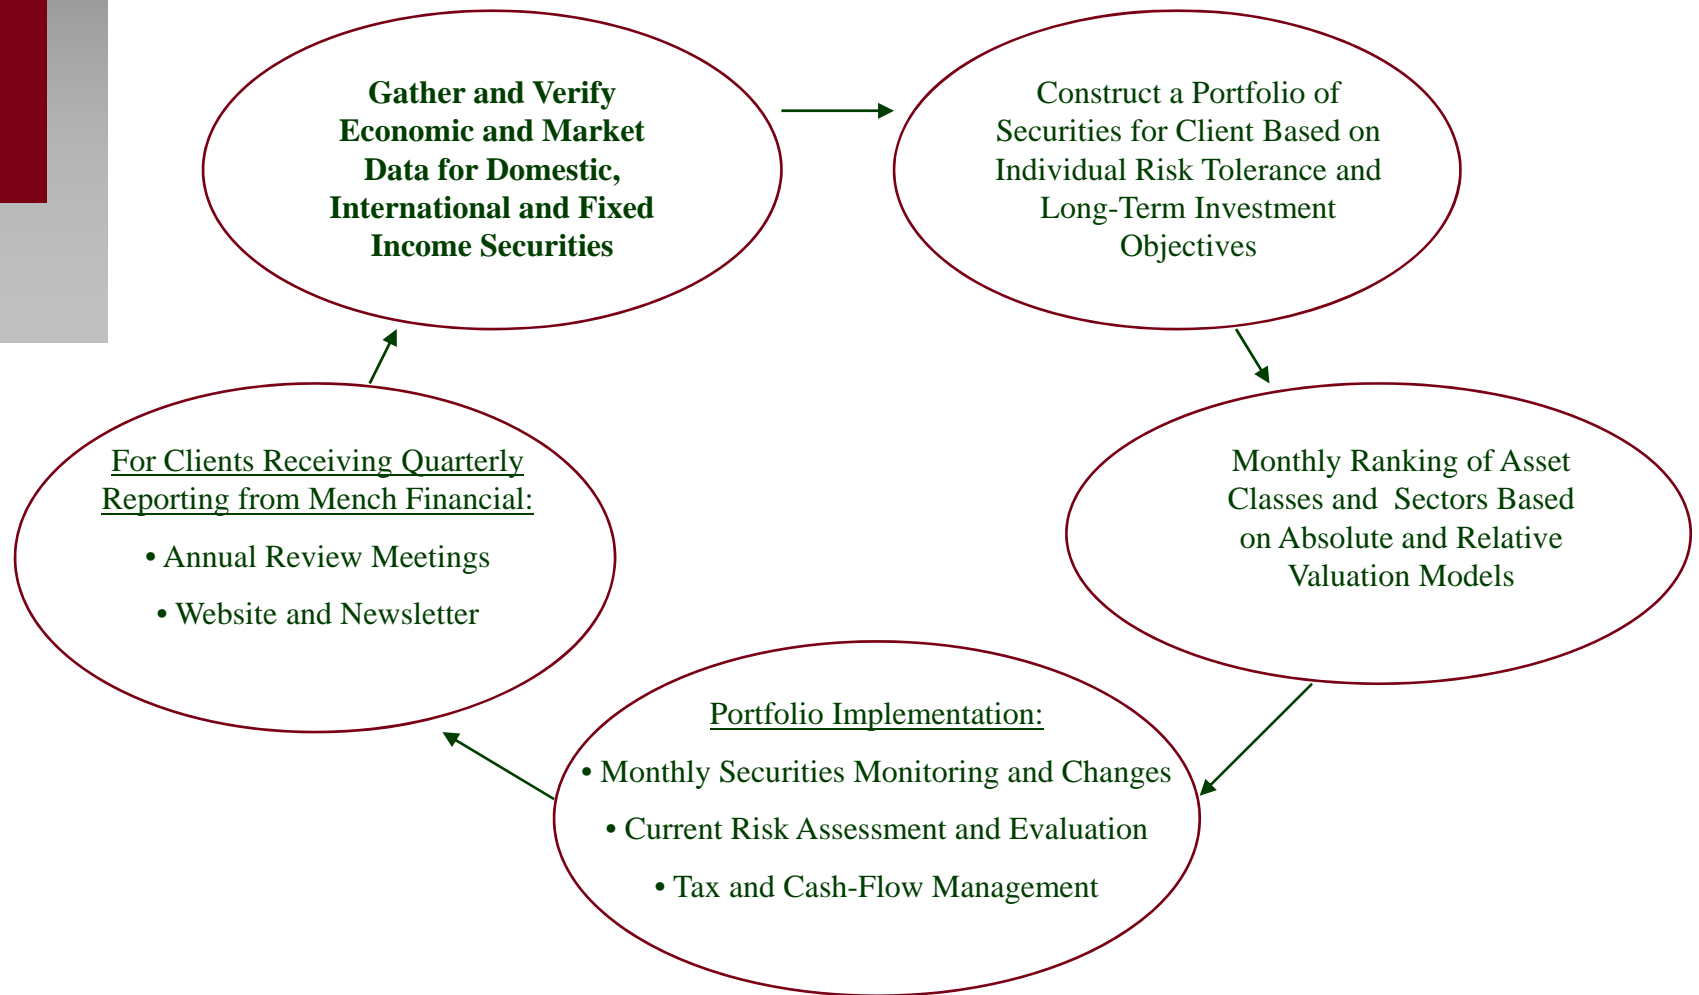 Gather and Verify
Economic and Market
Data for Domestic,
International and Fixed
Income Securities
Construct a Portfolio of
Securities for Client Based on
Individual Risk Tolerance and
Long-Term Investment
Objectives
Monthly Ranking of Asset
Classes and  Sectors Based
on Absolute and Relative
Valuation Models
Portfolio Implementation:
• Monthly Securities Monitoring and Changes
• Current Risk Assessment and Evaluation
• Tax and Cash-Flow Management
For Clients Receiving Quarterly
Reporting from Mench Financial:
• Annual Review Meetings
• Website and Newsletter